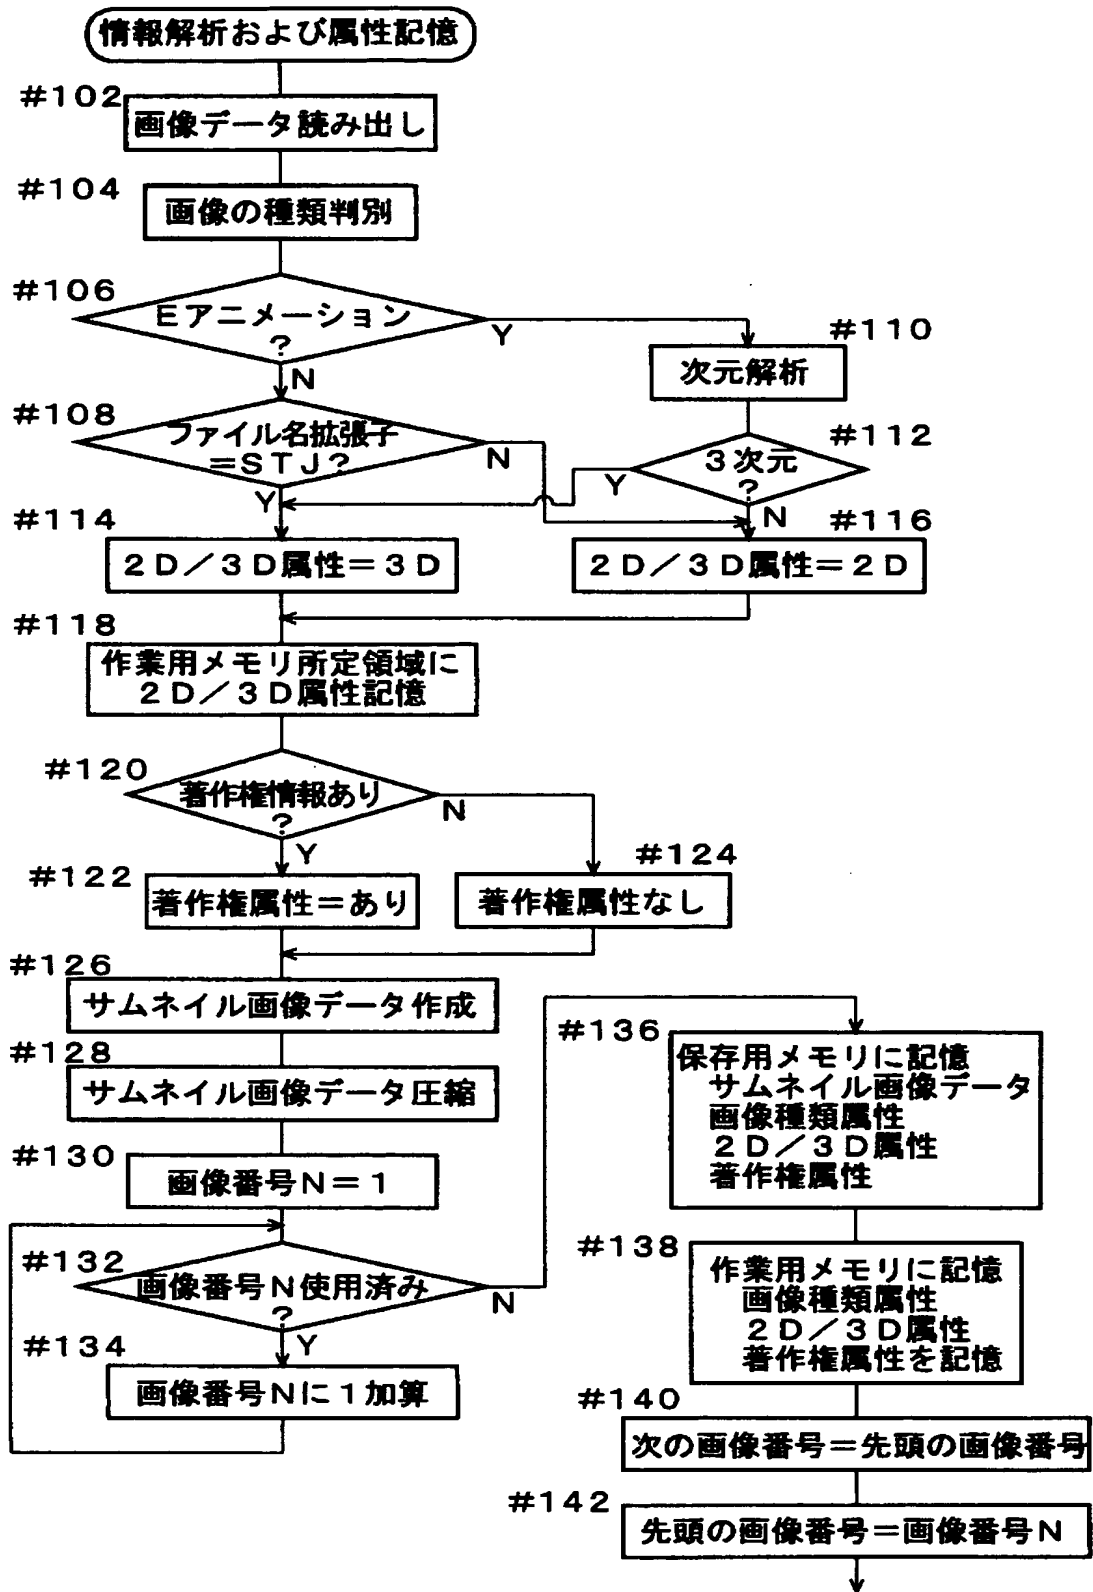 情報解析および属性記憶
#102
画像データ読み出し
#104
画像の種類判別
#106
Eアニメーション
?
Y
N
#110
次元解析
#108
ファイル名拡張子
=STJ?
N
Y
#112
3次元
?
Y
N
#114
2D/3D属性=3D
#116
2D/3D属性=2D
#118
作業用メモリ所定領域に
2D/3D属性記憶
#120
著作権情報あり
?
N
Y
#122
著作権属性=あり
#124
著作権属性なし
#126
サムネイル画像データ作成
#128
サムネイル画像データ圧縮
#130
画像番号N=1
#132
画像番号N使用済み
?
N
Y
#134
画像番号Nに1加算
#136
保存用メモリに記憶
サムネイル画像データ
画像種類属性
2D/3D属性
著作権属性
#138
作業用メモリに記憶
画像種類属性
2D/3D属性
著作権属性を記憶
#140
次の画像番号=先頭の画像番号
#142
先頭の画像番号=画像番号N